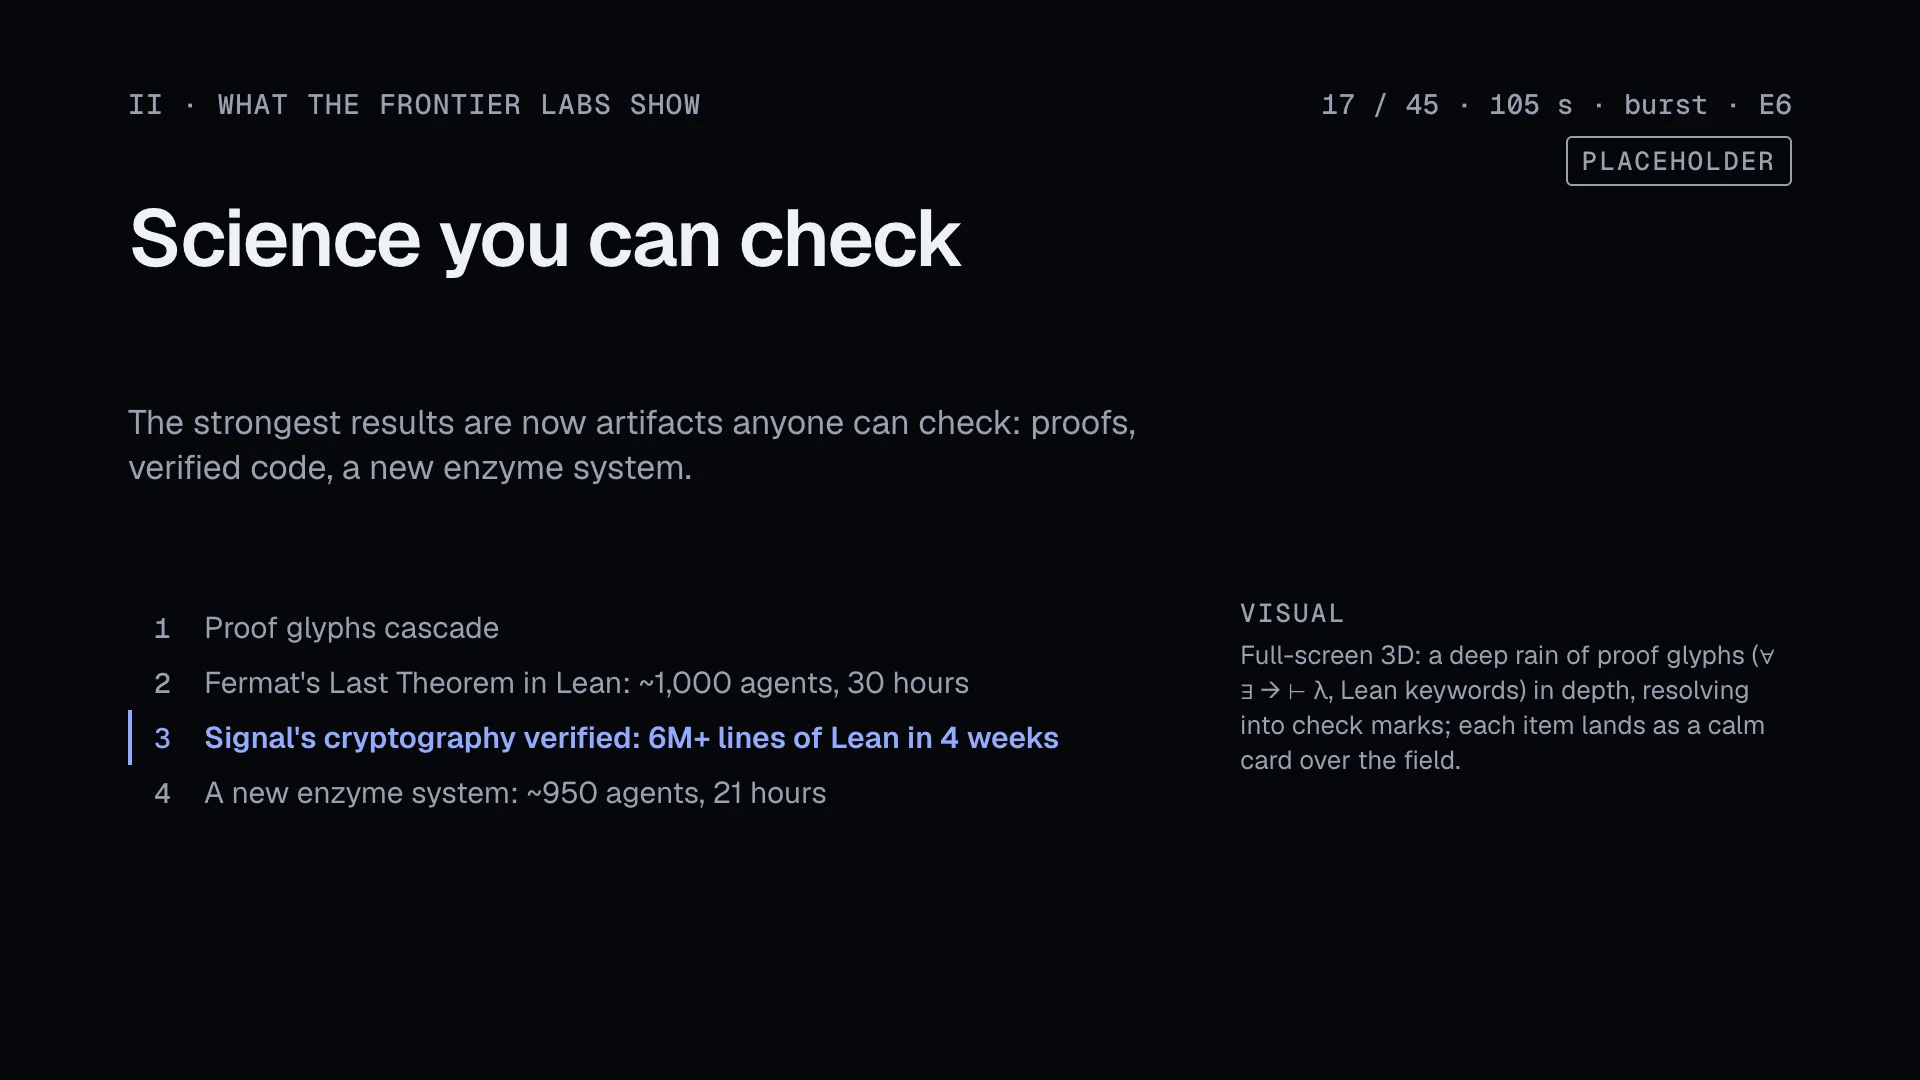 II · WHAT THE FRONTIER LABS SHOW
17 / 45 · 105 s · burst · E6
PLACEHOLDER
Science you can check
The strongest results are now artifacts anyone can check: proofs,
verified code, a new enzyme system.
1 Proof glyphs cascade
2 Fermat's Last Theorem in Lean: ~1,000 agents, 30 hours
3 Signal's cryptography verified: 6M+ lines of Lean in 4 weeks
4 A new enzyme system: ~950 agents, 21 hours
VISUAL
Full-screen 3D: a deep rain of proof glyphs (∀
∃ → ⊢ λ, Lean keywords) in depth, resolving
into check marks; each item lands as a calm
card over the field.